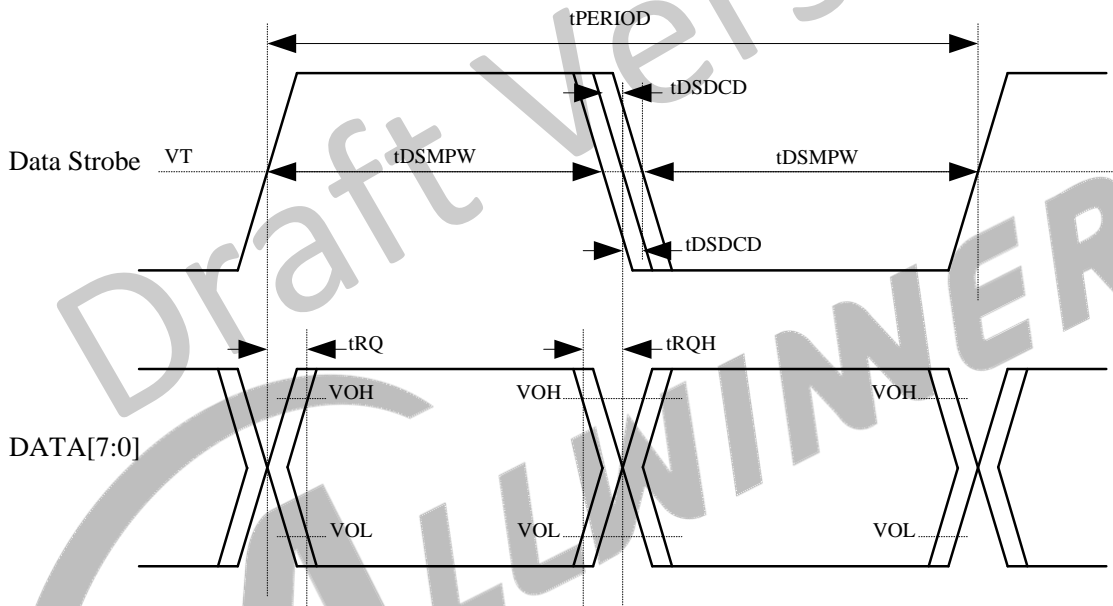 tPERIOD
tDSDCD
Data Strobe VT tDSMPW tDSMPW
tDSDCD
tRQ tRQH
VOH VOH VOH
DATA[7:0]
VOL VOL VOL
Draft Vers
ALLWINNER